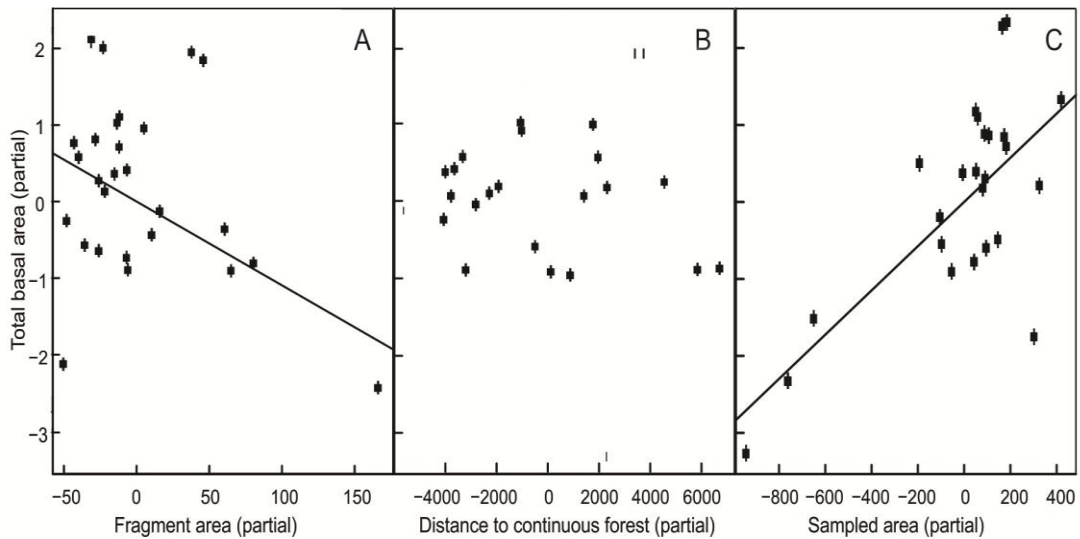 A B C
2
1
0
−1
−2
−3
Total basal area (partial)
−50 0 50 100 150
−4000 −2000 0 2000 4000 6000
−800 −600 −400 −200 0 200 400
Fragment area (partial) Distance to continuous forest (partial) Sampled area (partial)